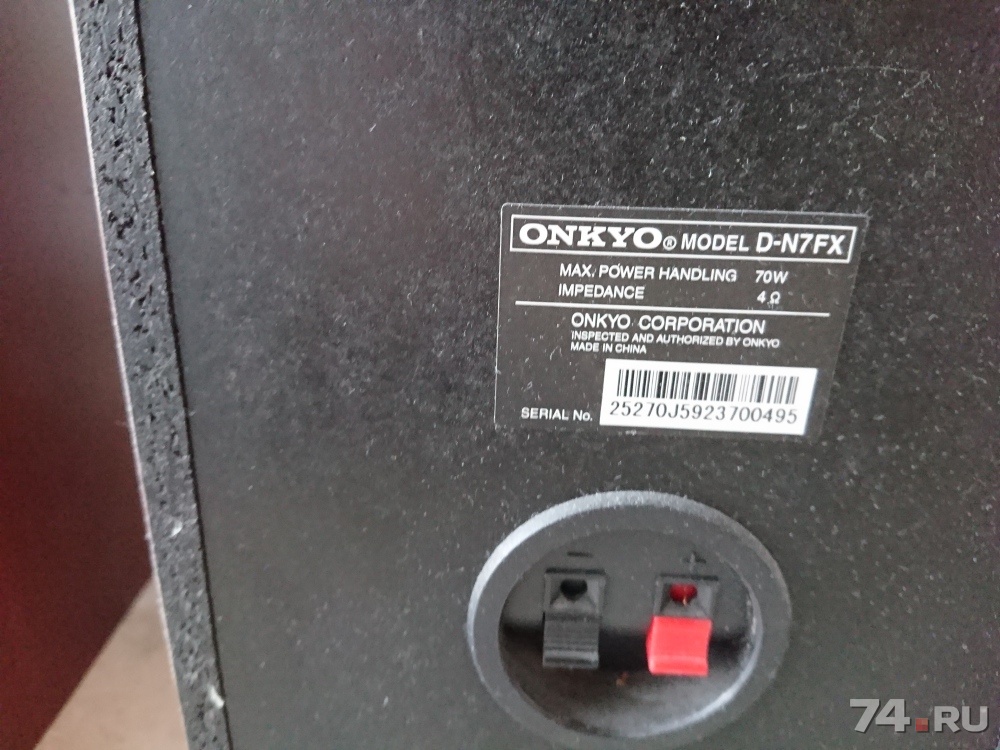 ONKYO® MODEL D-N7FX
MAX. POWER HANDLING 70W
IMPEDANCE 4Ω
ONKYO CORPORATION
INSPECTED AND AUTHORIZED BY ONKYO
MADE IN CHINA
SERIAL No. 25270J5923700495
- +
74.RU